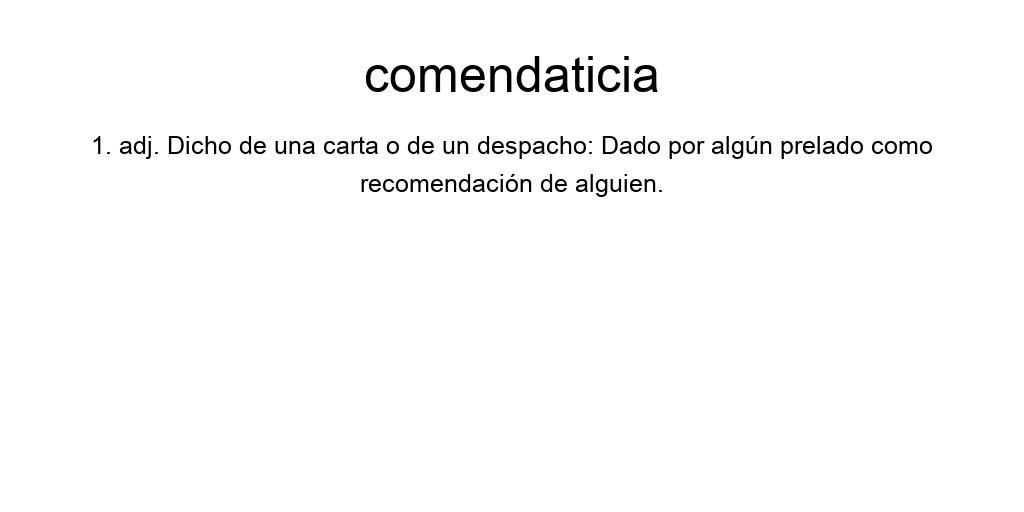 comendaticia
1. adj. Dicho de una carta o de un despacho: Dado por algún prelado como
recomendación de alguien.